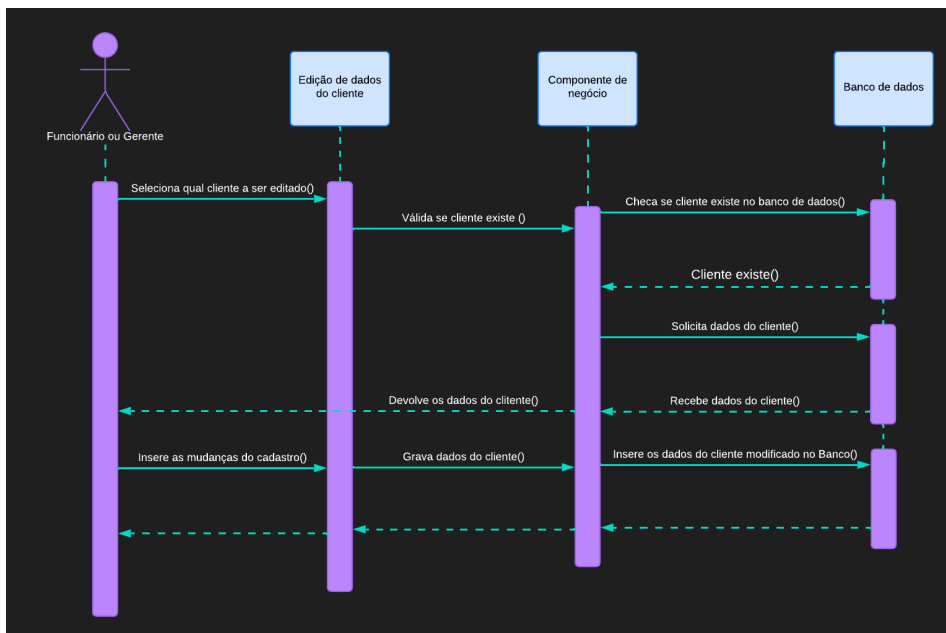 Edição de dados
do cliente
Componente de
negócio
Banco de dados
Funcionário ou Gerente
Seleciona qual cliente a ser editado()
Checa se cliente existe no banco de dados()
Válida se cliente existe ()
Cliente existe()
Solicita dados do cliente()
Devolve os dados do clitente()
Recebe dados do cliente()
Insere as mudanças do cadastro()
Grava dados do cliente()
Insere os dados do cliente modificado no Banco()